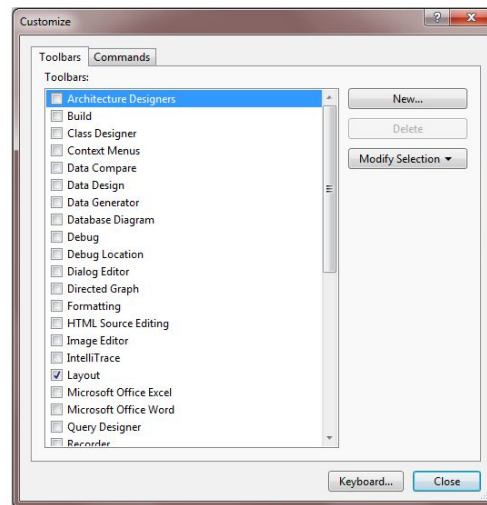 Customize
Toolbars Commands
Toolbars:
Architecture Designers
Build
Class Designer
Context Menus
Data Compare
Data Design
Data Generator
Database Diagram
Debug
Debug Location
Dialog Editor
Directed Graph
Formatting
HTML Source Editing
Image Editor
IntelliTrace
Layout
Microsoft Office Excel
Microsoft Office Word
Query Designer
Recorder
New...
Delete
Modify Selection
Keyboard... Close